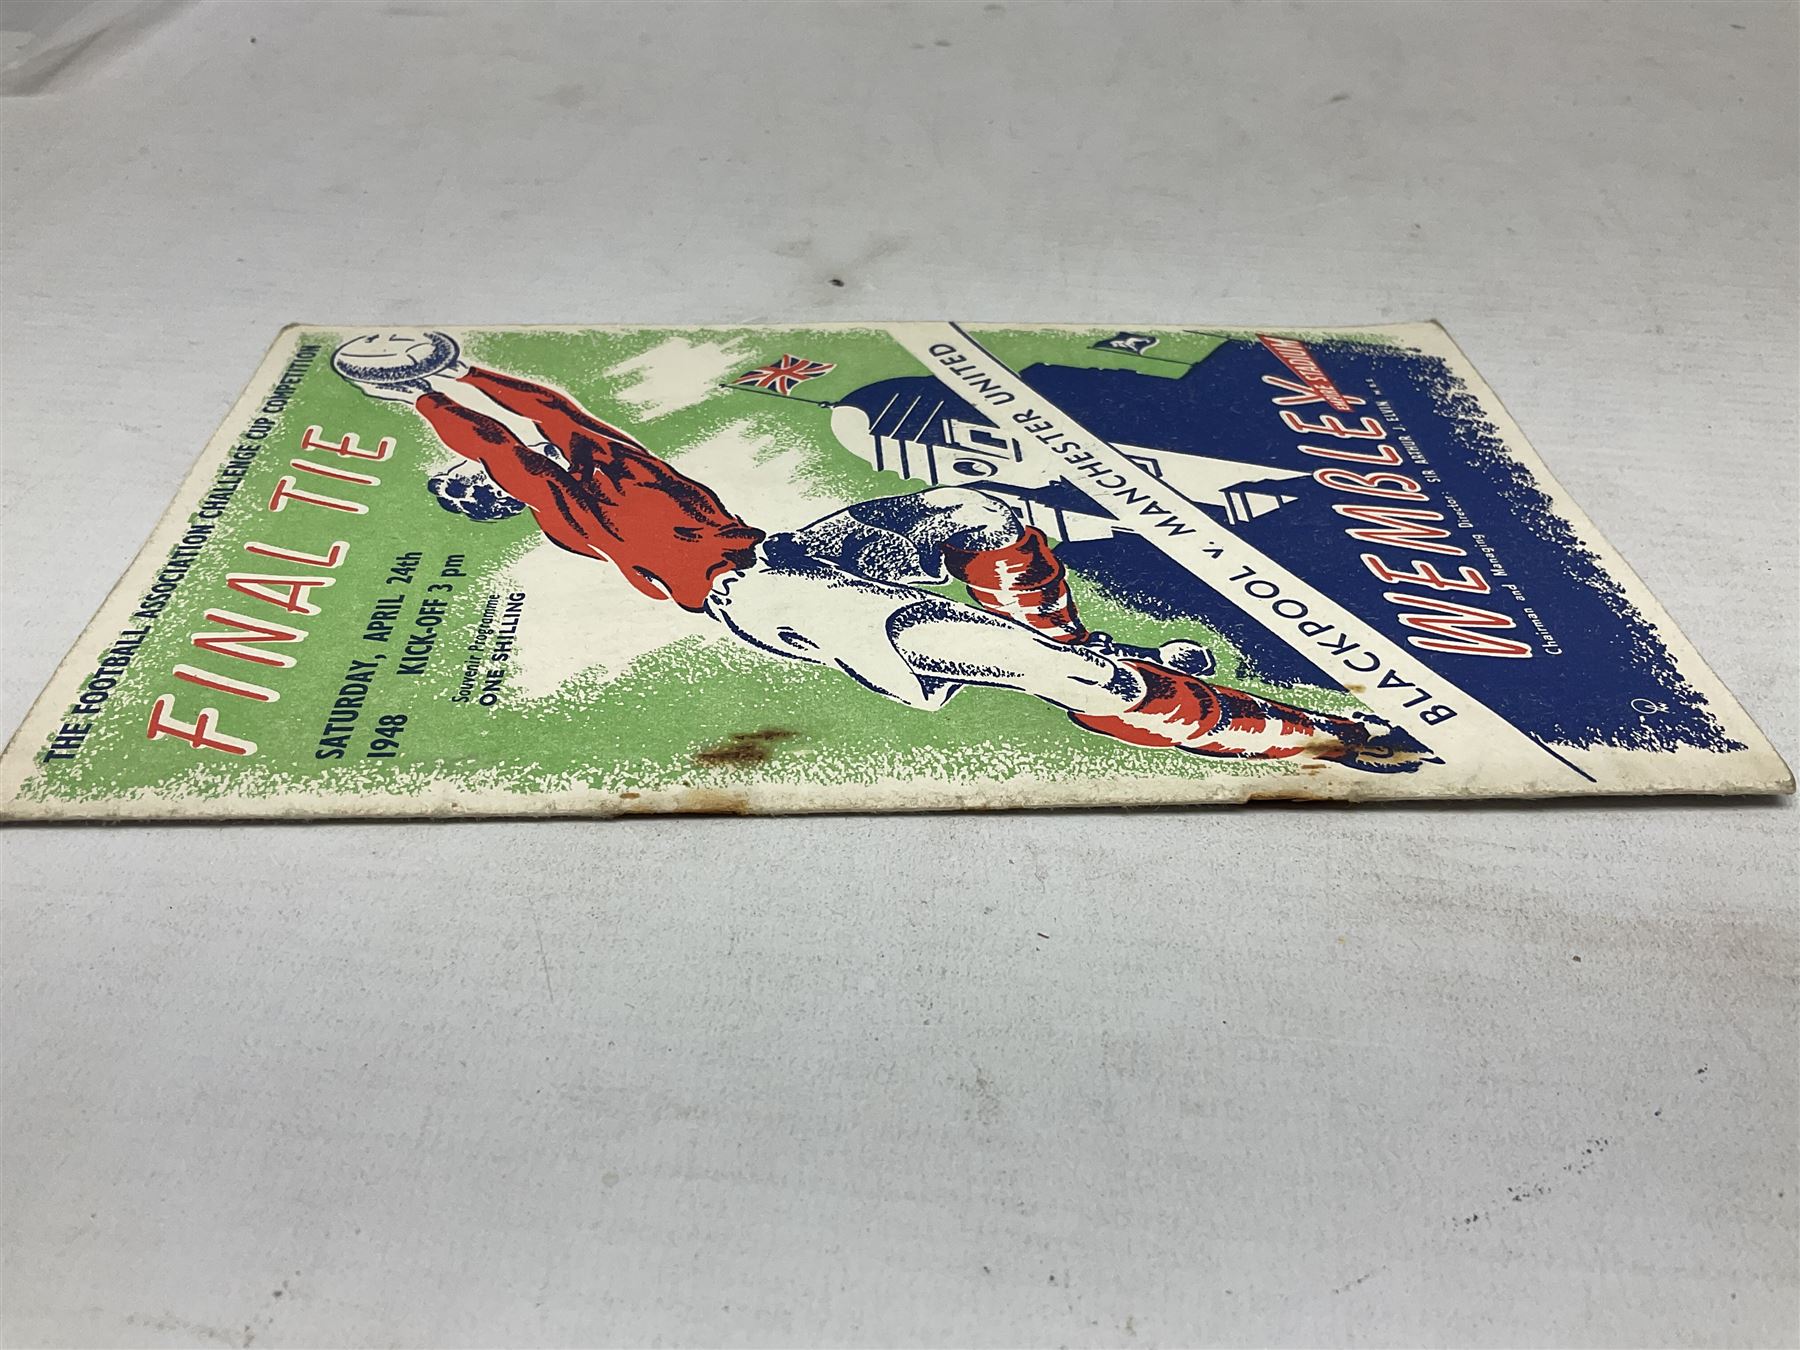 THE FOOTBALL ASSOCIATION CHALLENGE CUP COMPETITION
FINAL TIE
SATURDAY, APRIL 24th
1948 KICK-OFF 3 pm
Souvenir Programme
ONE SHILLING
BLACKPOOL v. MANCHESTER UNITED
WEMBLEY
EMPIRE STADIUM
Chairman and Managing Director: SIR ARTHUR J. ELVIN M.B.E.